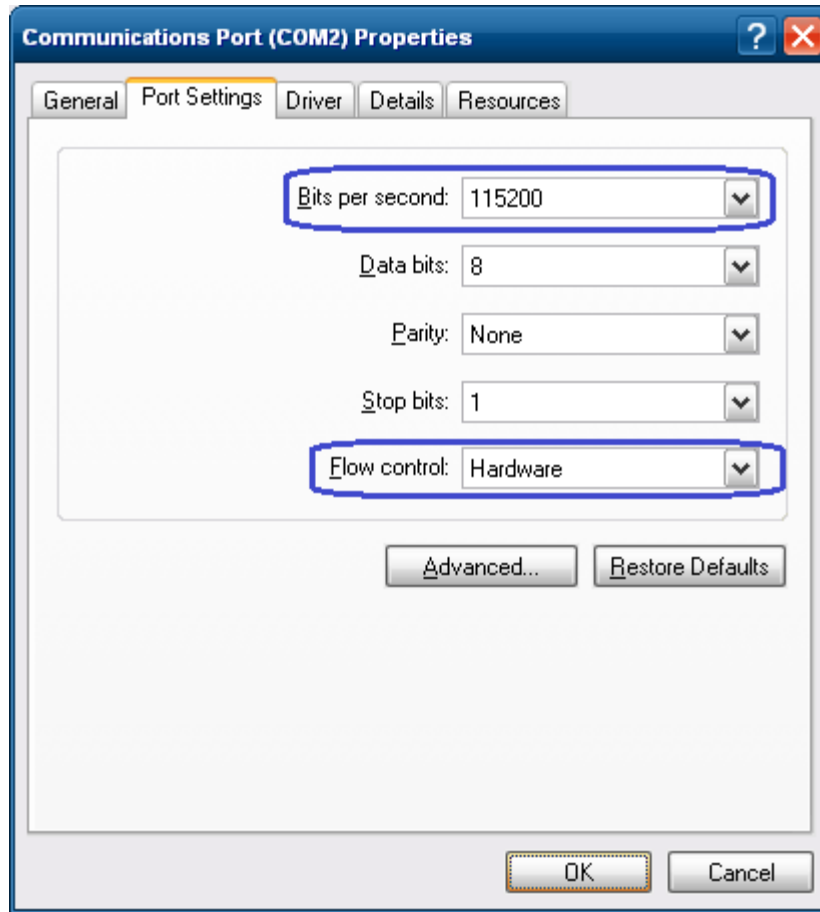 Communications Port (COM2) Properties
General Port Settings Driver Details Resources
Bits per second: 115200
Data bits: 8
Parity: None
Stop bits: 1
Flow control: Hardware
Advanced... Restore Defaults
OK Cancel